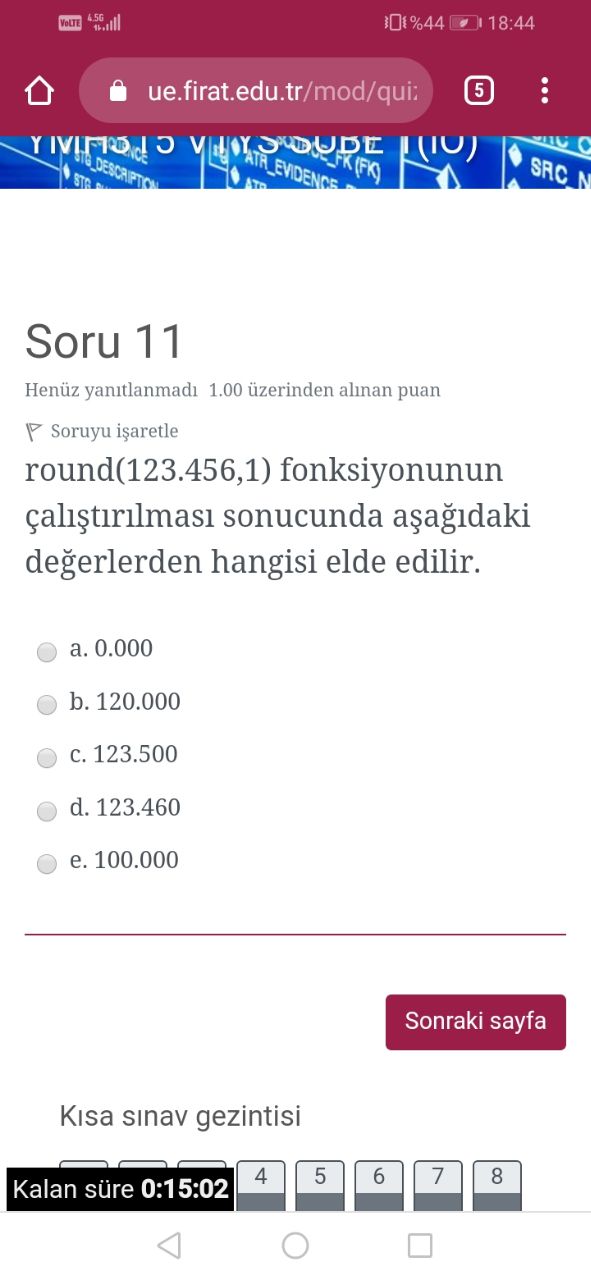 VoLTE 4.5G %44 18:44
ue.firat.edu.tr/mod/qui
5
YMH315 VTYS ŞUBE 1(İÖ)
STG_DESCRIPTION
ATR_EVIDENCE
FK (FK)
SRC_N
Soru 11
Henüz yanıtlanmadı 1.00 üzerinden alınan puan
Soruyu işaretle
round(123.456,1) fonksiyonunun
çalıştırılması sonucunda aşağıdaki
değerlerden hangisi elde edilir.
a. 0.000
b. 120.000
c. 123.500
d. 123.460
e. 100.000
Sonraki sayfa
Kısa sınav gezintisi
Kalan süre 0:15:02 4 5 6 7 8